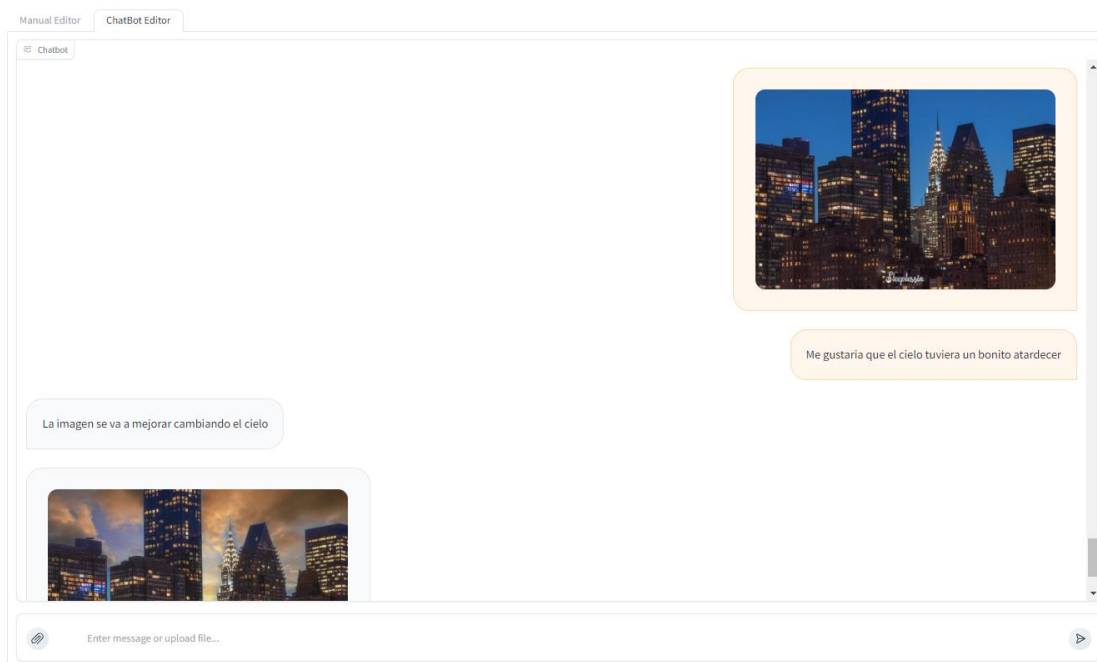 Manual Editor
ChatBot Editor
Chatbot
Me gustaria que el cielo tuviera un bonito atardecer
La imagen se va a mejorar cambiando el cielo
Enter message or upload file...